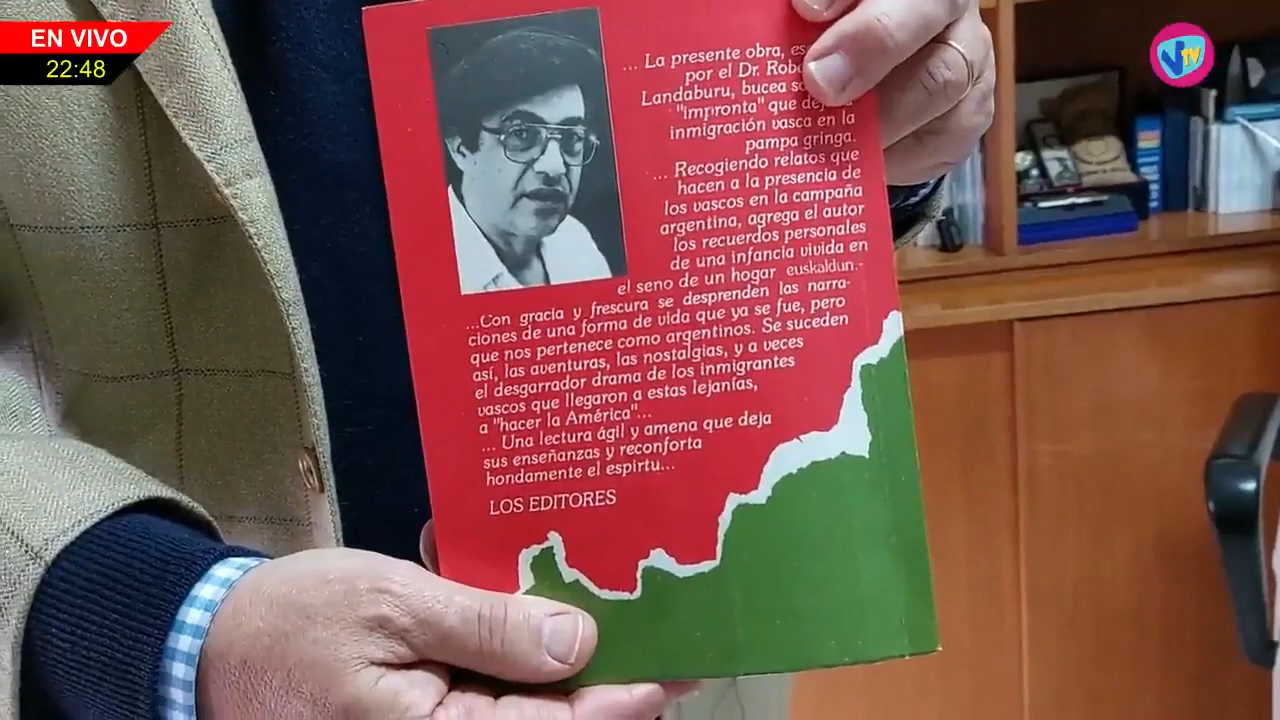 EN VIVO
22:48
VTV
... La presente obra,
por el Dr.
Landaburu, bucea
"impronta" que
inmigración vasca en la
pampa gringa.
... Recogiendo relatos que
hacen a la presencia de
los vascos en la campaña
argentina, agrega el autor
los recuerdos personales
de una infancia vivida en
el seno de un hogar euskaldun.-
...Con gracia y frescura se desprenden las narra-
ciones de una forma de vida que ya se fue, pero
que nos pertenece como argentinos. Se suceden
así, las aventuras, las nostalgias, y a veces
el desgarrador drama de los inmigrantes
vascos que llegaron a estas lejanías,
a "hacer la América"...
... Una lectura ágil y amena que deja
sus enseñanzas y reconforta
hondamente el espirtu...
LOS EDITORES